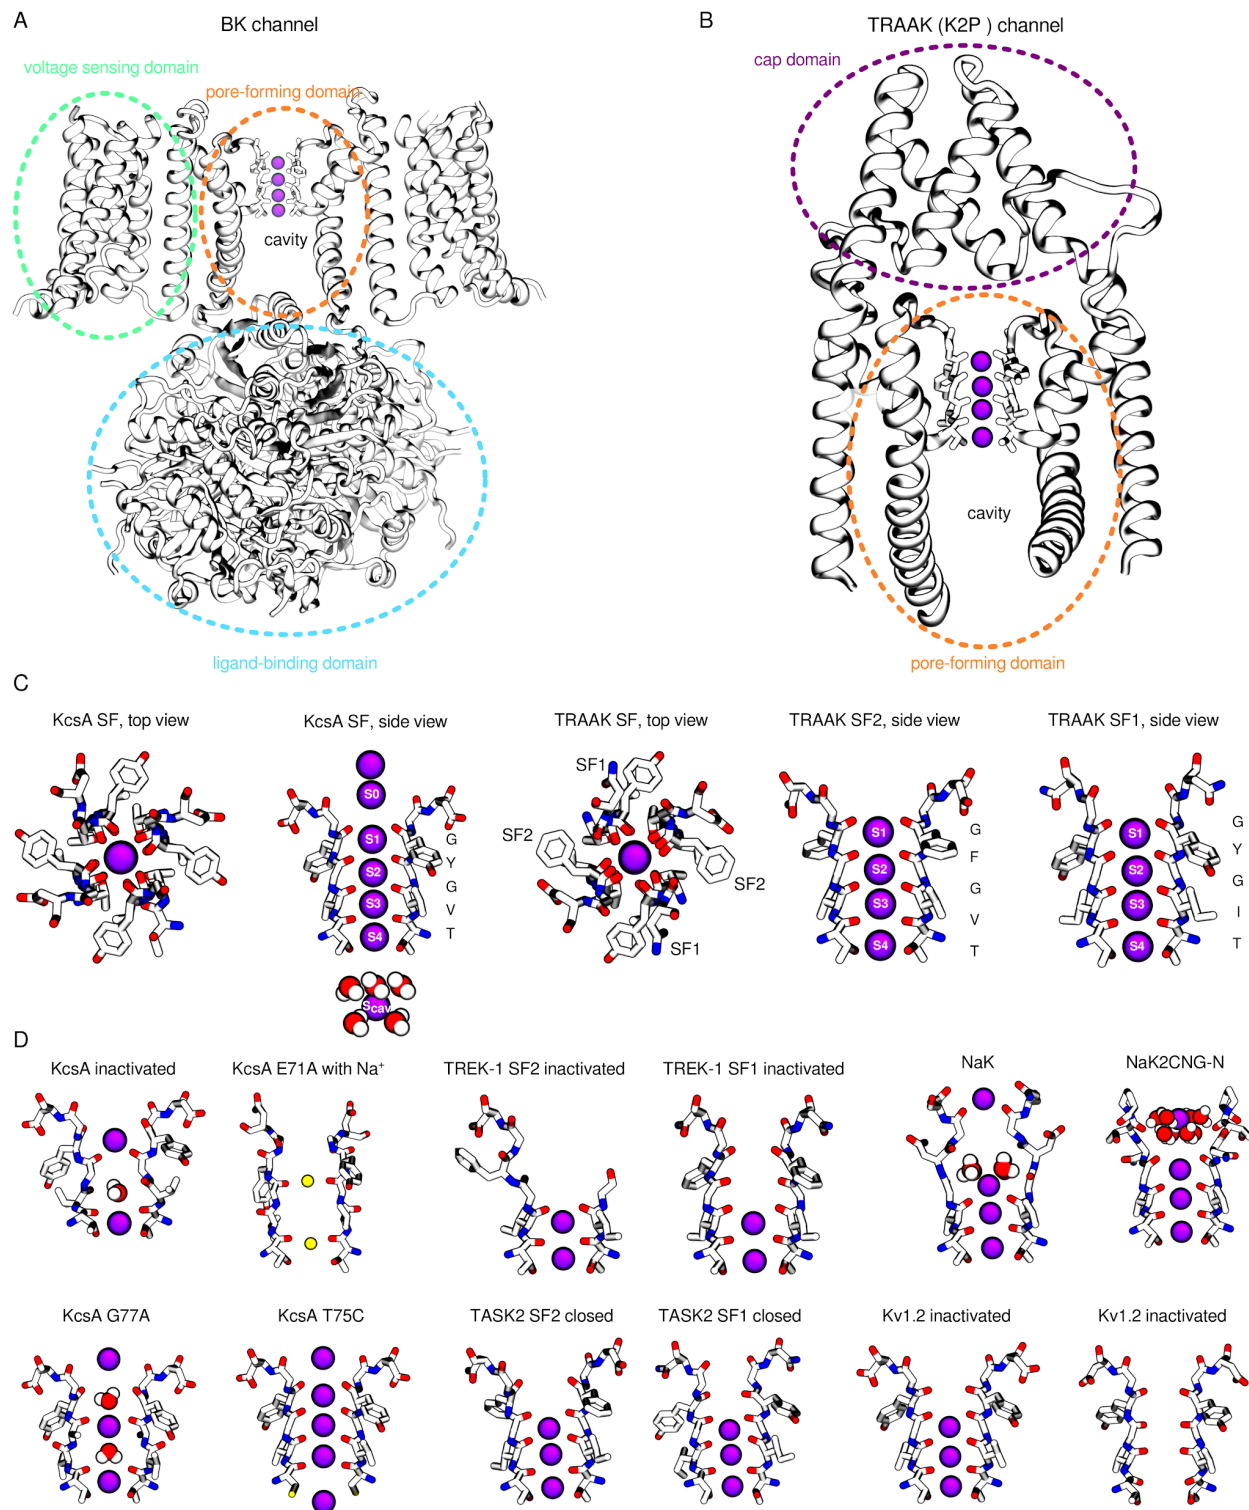 A
BK channel
voltage sensing domain
pore-forming domain
cavity
ligand-binding domain
B
TRAAK (K2P ) channel
cap domain
cavity
pore-forming domain
C
KcsA SF, top view
KcsA SF, side view
S0
S1
S2
S3
S4
Scav
G
Y
G
V
T
TRAAK SF, top view
SF1
SF2
SF2
SF1
TRAAK SF2, side view
S1
S2
S3
S4
G
F
G
V
T
TRAAK SF1, side view
S1
S2
S3
S4
G
Y
G
I
T
D
KcsA inactivated
KcsA E71A with Na⁺
TREK-1 SF2 inactivated
TREK-1 SF1 inactivated
NaK
NaK2CNG-N
KcsA G77A
KcsA T75C
TASK2 SF2 closed
TASK2 SF1 closed
Kv1.2 inactivated
Kv1.2 inactivated